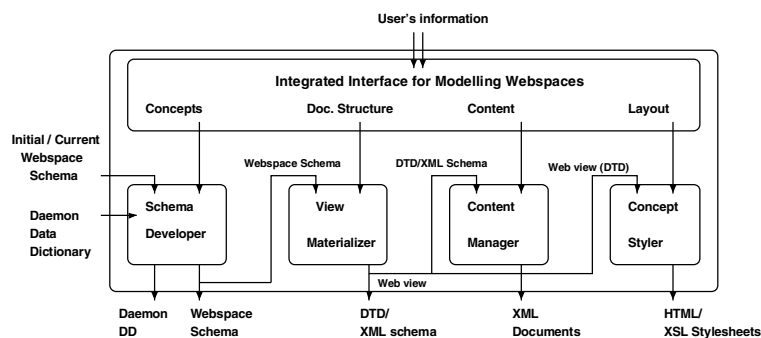 User's information
Integrated Interface for Modelling Webspaces
Concepts
Doc. Structure
Content
Layout
Initial / Current
Webspace
Schema
Webspace Schema
DTD/XML Schema
Web view (DTD)
Daemon
Data
Dictionary
Schema
Developer
View
Materializer
Content
Manager
Concept
Styler
Web view
Daemon
DD
Webspace
Schema
DTD/
XML schema
XML
Documents
HTML/
XSL Stylesheets